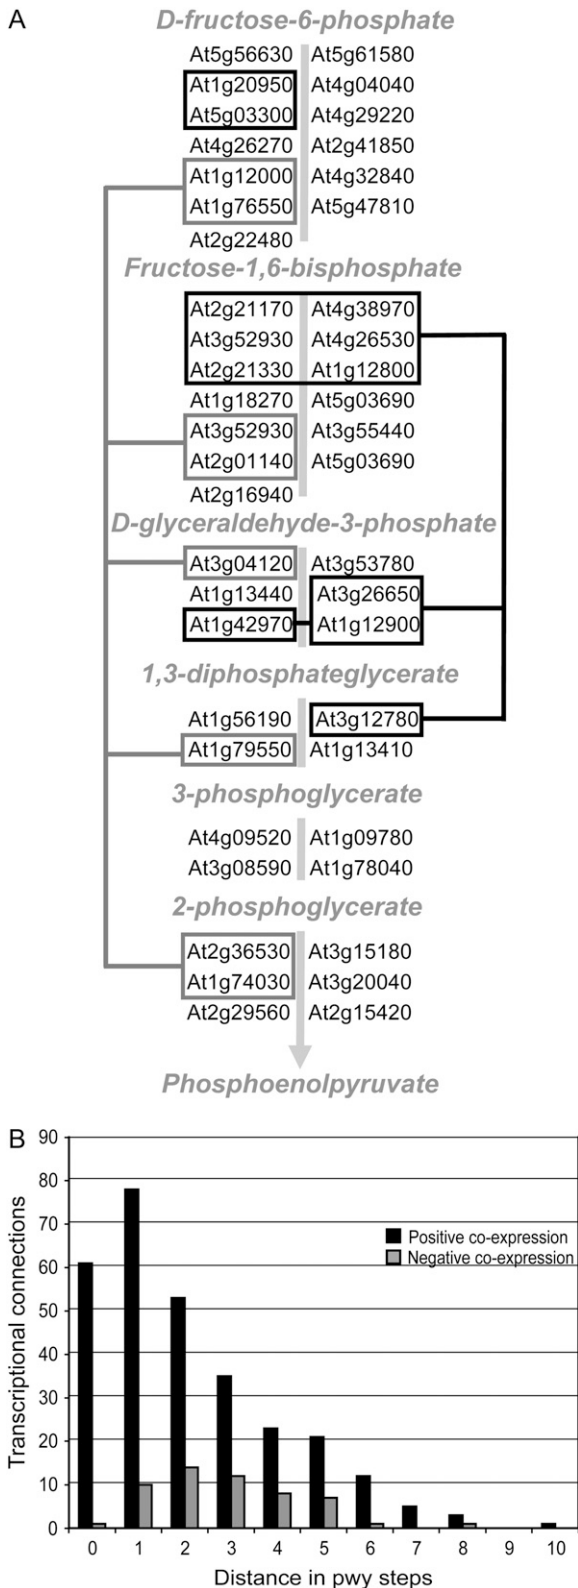 A
D-fructose-6-phosphate
At5g56630 At5g61580
At1g20950 At4g04040
At5g03300 At4g29220
At4g26270 At2g41850
At1g12000 At4g32840
At1g76550 At5g47810
At2g22480
Fructose-1,6-bisphosphate
At2g21170 At4g38970
At3g52930 At4g26530
At2g21330 At1g12800
At1g18270 At5g03690
At3g52930 At3g55440
At2g01140 At5g03690
At2g16940
D-glyceraldehyde-3-phosphate
At3g04120 At3g53780
At1g13440 At3g26650
At1g42970 At1g12900
1,3-diphosphateglycerate
At1g56190 At3g12780
At1g79550 At1g13410
3-phosphoglycerate
At4g09520 At1g09780
At3g08590 At1g78040
2-phosphoglycerate
At2g36530 At3g15180
At1g74030 At3g20040
At2g29560 At2g15420
Phosphoenolpyruvate
B
Transcriptional connections
90
80
70
60
50
40
30
20
10
0
Positive co-expression
Negative co-expression
0 1 2 3 4 5 6 7 8 9 10
Distance in pwy steps